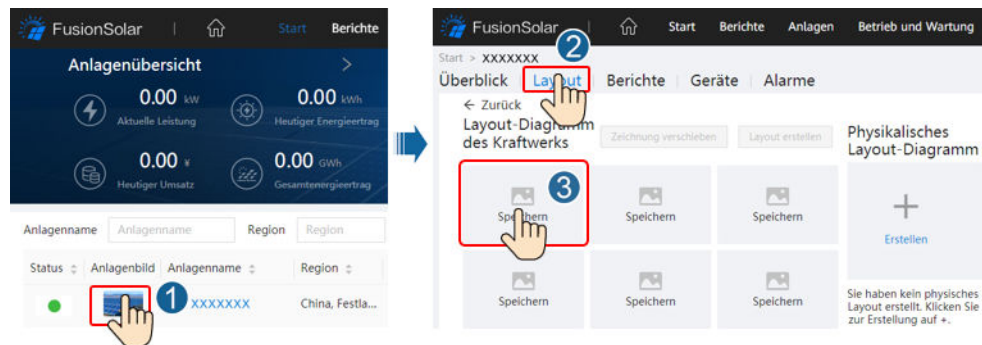 FusionSolar
Start
Berichte
Anlagenübersicht
>
0.00 kW
Aktuelle Leistung
0.00 kWh
Heutiger Energieertrag
0.00 ¥
Heutiger Umsatz
0.00 GWh
Gesamtenergieertrag
Anlagenname
Anlagenname
Region
Region
Status
Anlagenbild
Anlagenname
Region
1
XXXXXXX
China, Festla...
FusionSolar
Start
Berichte
Anlagen
Betrieb und Wartung
2
Start > XXXXXXX
Überblick
Layout
Berichte
Geräte
Alarme
← Zurück
Layout-Diagramm
des Kraftwerks
Zeichnung verschieben
Layout erstellen
Physikalisches
Layout-Diagramm
3
Speichern
Speichern
Speichern
+
Erstellen
Speichern
Speichern
Speichern
Sie haben kein physisches
Layout erstellt. Klicken Sie
zur Erstellung auf +.